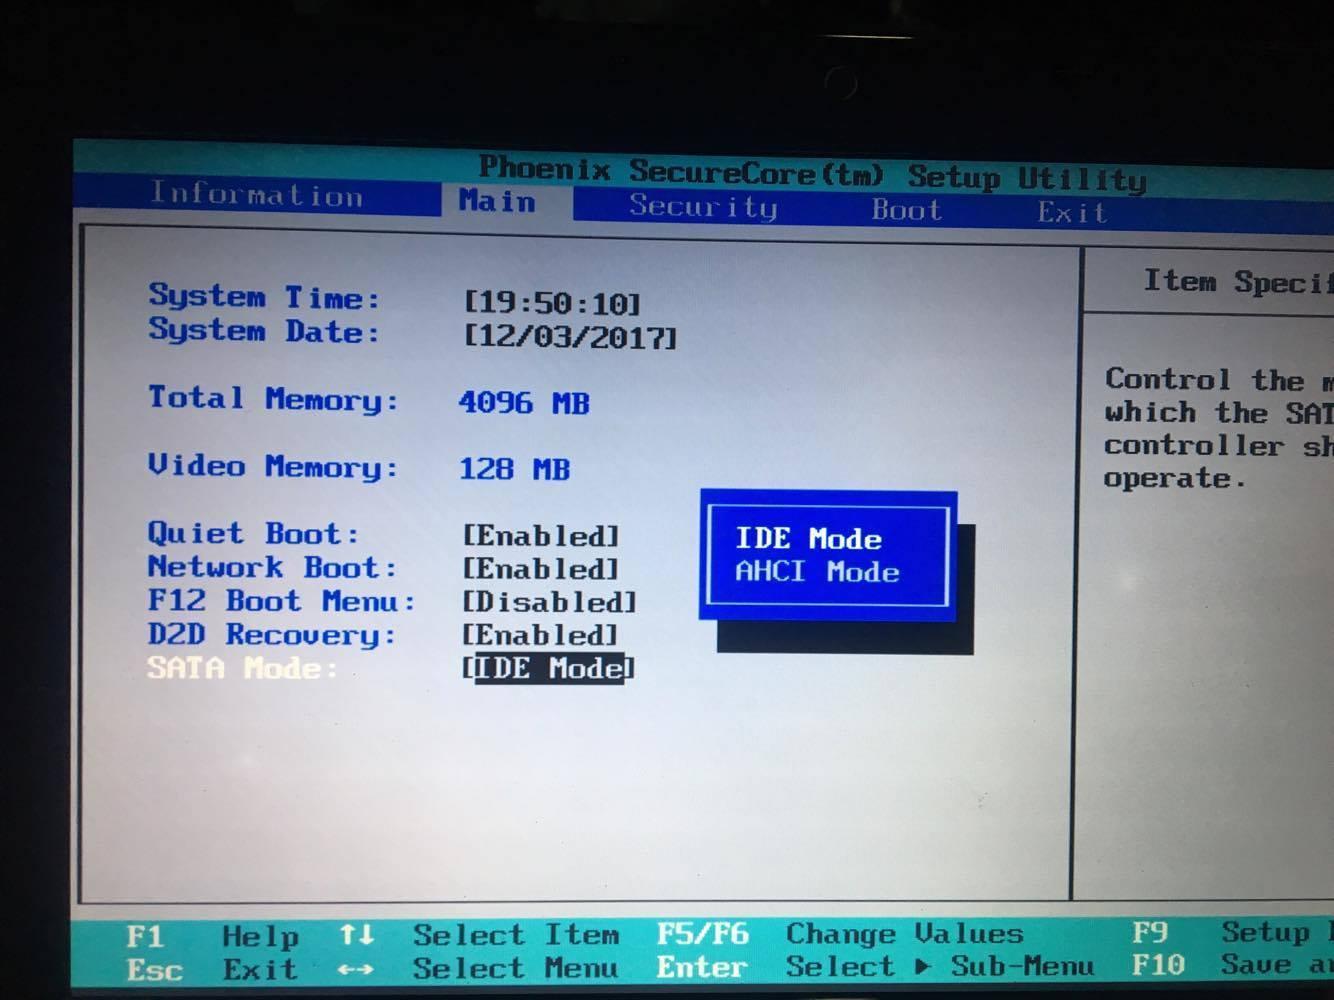 Phoenix SecureCore(tm) Setup Utility
Information Main Security Boot Exit
System Time: [19:50:10]
System Date: [12/03/2017]
Total Memory: 4096 MB
Video Memory: 128 MB
Quiet Boot: [Enabled]
Network Boot: [Enabled]
F12 Boot Menu: [Disabled]
D2D Recovery: [Enabled]
SATA Mode: [IDE Mode]
IDE Mode
AHCI Mode
Item
Control the
which the
controller
operate.
F1 Help ↑↓ Select Item F5/F6 Change Values F9 Setup
Esc Exit ↔ Select Menu Enter Select ▶ Sub-Menu F10 Save